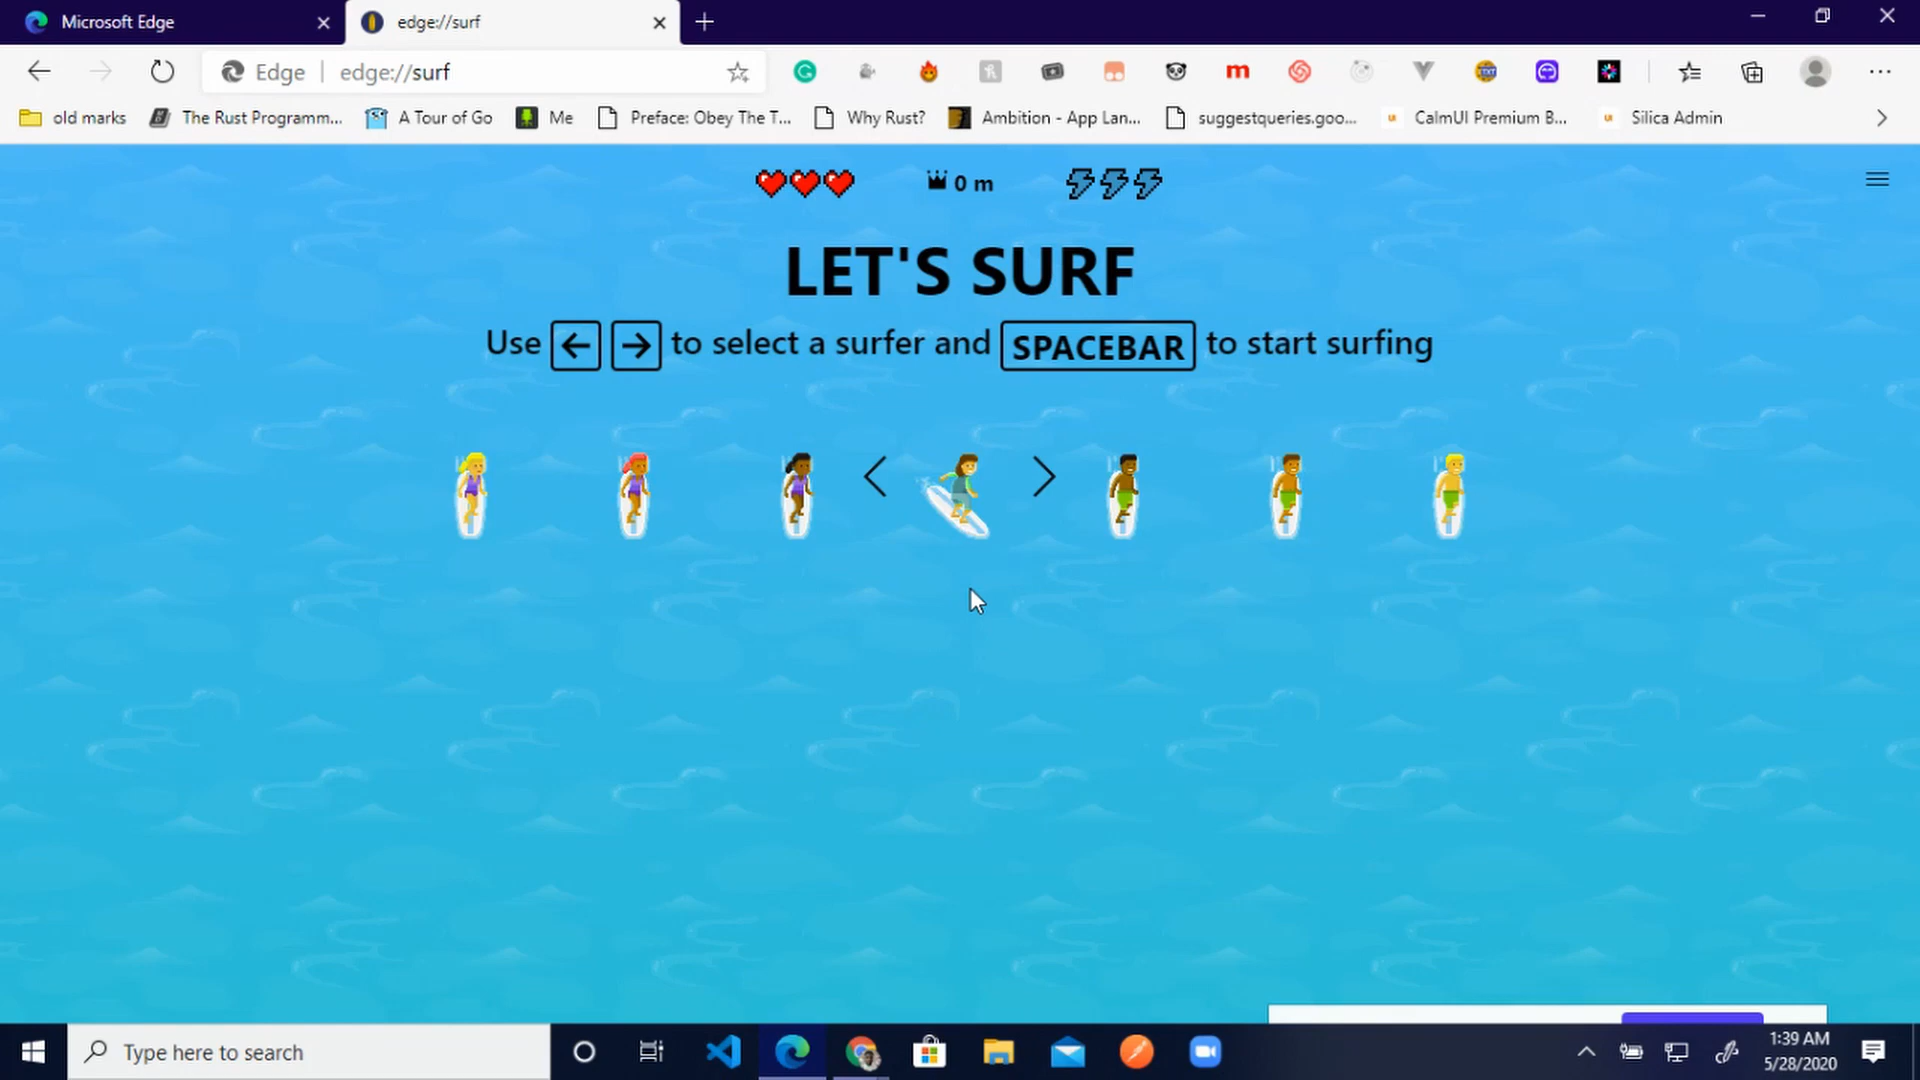 Microsoft Edge
edge://surf
Edge | edge://surf
old marks
The Rust Programm...
A Tour of Go
Me
Preface: Obey The T...
Why Rust?
Ambition - App Lan...
suggestqueries.goo...
CalmUI Premium B...
Silica Admin
0 m
LET'S SURF
Use ← → to select a surfer and SPACEBAR to start surfing
Type here to search
1:39 AM
5/28/2020